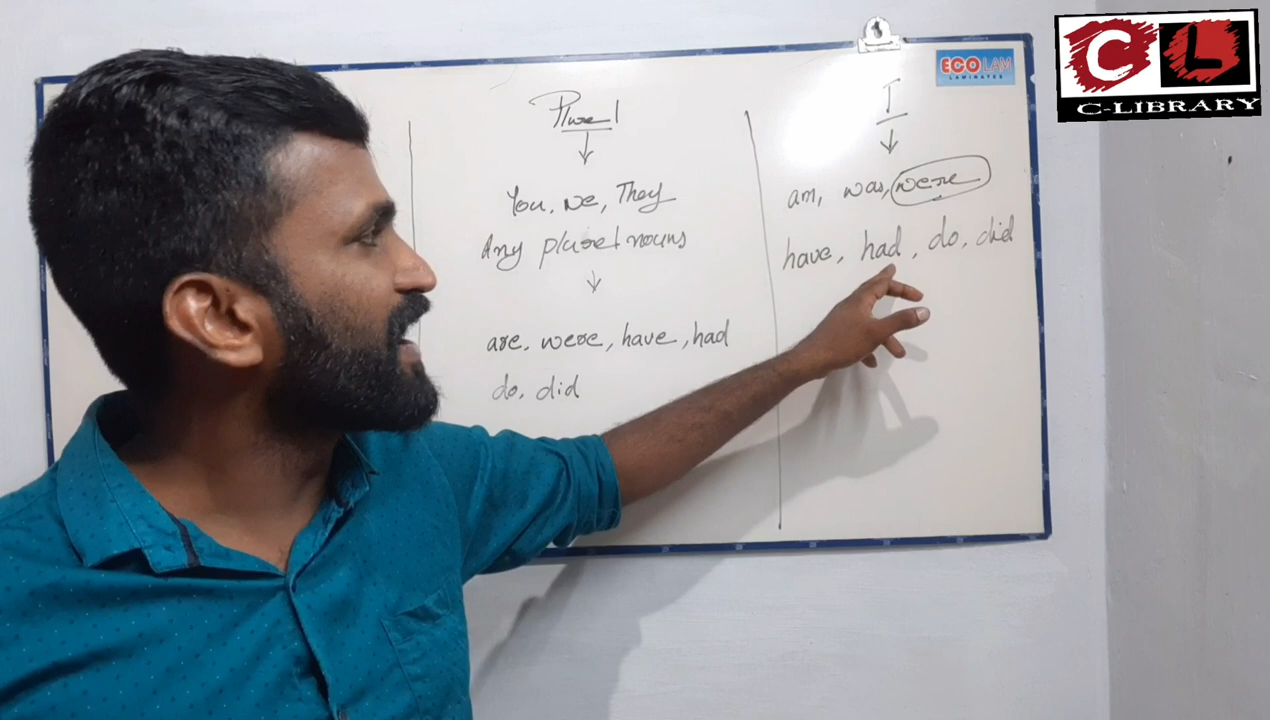 Plural
You, we, They
Any plural nouns
are, were, have, had
do, did
I
am, was, were
have, had, do, did
ECOLAM
LAMINATES
CL
C-LIBRARY